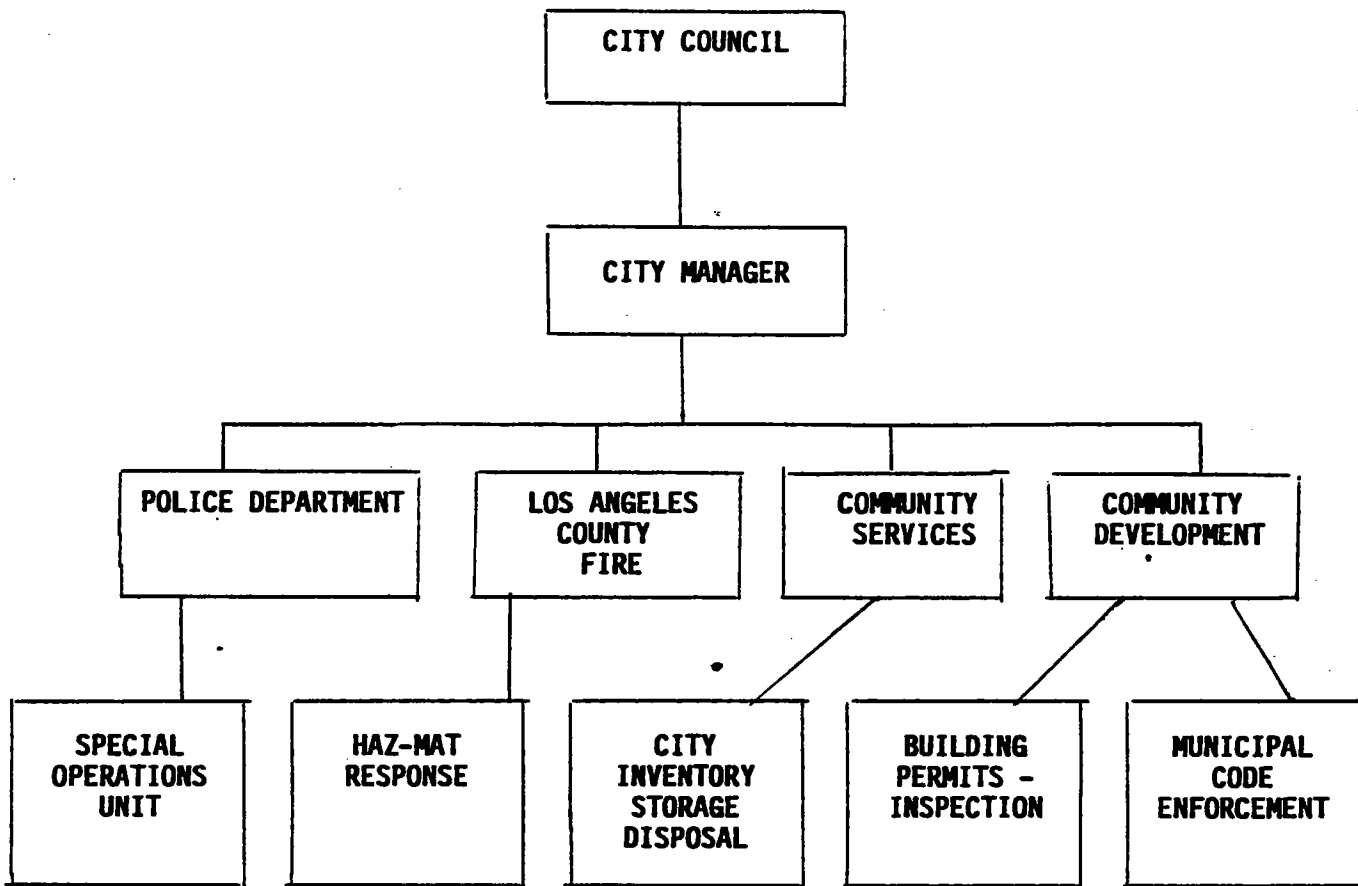 CITY COUNCIL
CITY MANAGER
POLICE DEPARTMENT
LOS ANGELES
COUNTY
FIRE
COMMUNITY
SERVICES
COMMUNITY
DEVELOPMENT
SPECIAL
OPERATIONS
UNIT
HAZ-MAT
RESPONSE
CITY
INVENTORY
STORAGE
DISPOSAL
BUILDING
PERMITS -
INSPECTION
MUNICIPAL
CODE
ENFORCEMENT